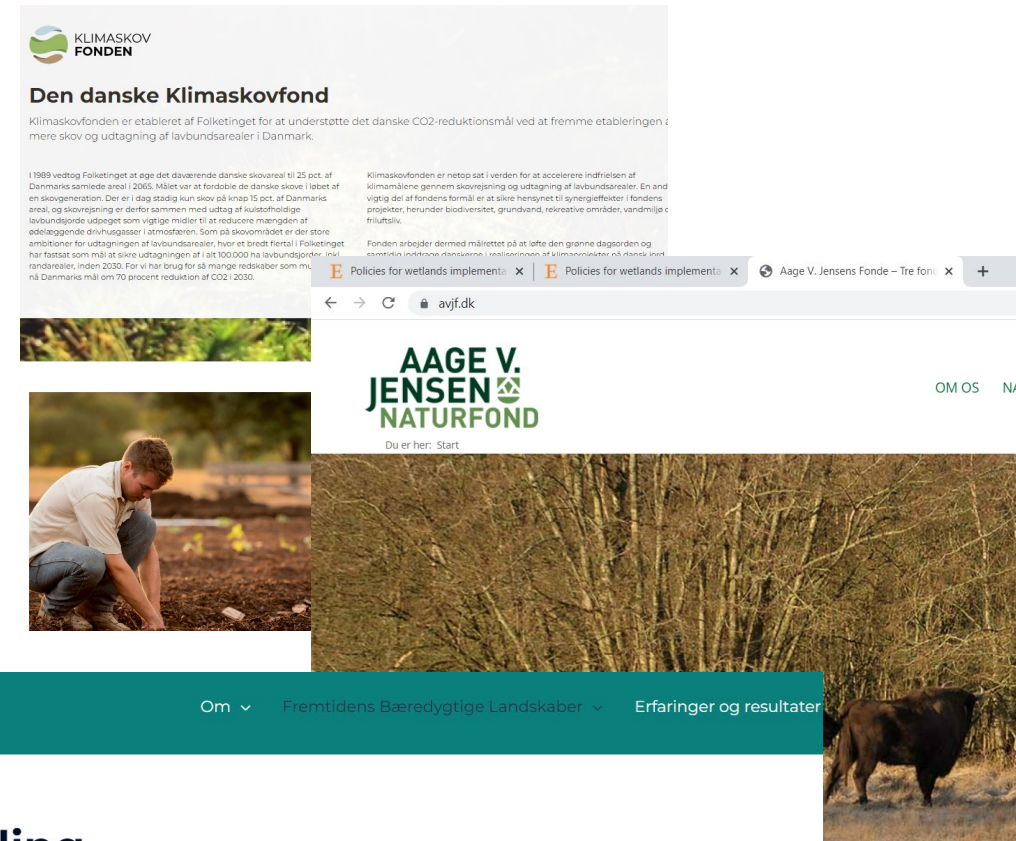 KLIMASKOV
FONDEN
Den danske Klimaskovfond
Klimaskovfonden er etableret af Folketinget for at understøtte det danske CO2-reduktionsmål ved at fremme etableringen
mere skov og udtagning af lavbundsarealer i Danmark.
I 1989 vedtog Folketinget at øge det daværende danske skovareal til 25 pct. af
Danmarks samlede areal i 2065. Målet var at fordoble de danske skove i løbet af
en skovgeneration. Der er i dag stadig kun skov på knap 15 pct. af Danmarks
areal, og skovrejsning er derfor sammen med udtag af kulstofholdige
lavbundsjorde udpeget som vigtige midler til at reducere mængden af
ødelæggende drivhusgasser i atmosfæren. Som på skovområdet er der store
ambitioner for udtagningen af lavbundsarealer, hvor et bredt flertal i Folketinget
har fastsat som mål at sikre udtagningen af i alt 100.000 ha lavbundsjorder, inkl.
randarealer, inden 2030. For vi har brug for så mange redskaber som mu
nå Danmarks mål om 70 procent reduktion af CO2 i 2030.
Klimaskovfonden er netop sat i verden for at accelerere indfrielsen af
klimamålene gennem skovrejsning og udtagning af lavbundsarealer. En and
vigtig del af fondens formål er at sikre hensynet til synergieffekter i fondens
projekter, herunder biodiversitet, grundvand, rekreative områder, vandmiljø
friluftsliv.
Fonden arbejder dermed målrettet på at løfte den grønne dagsorden og
samtidig inddrage danskerne i realiseringen af klimaprojekter på dansk jord
Policies for wetlands implementa
Policies for wetlands implementa
Aage V. Jensens Fonde – Tre fond
avjf.dk
AAGE V.
JENSEN
NATURFOND
OM OS NA
Du er her: Start
Om Fremtidens Bæredygtige Landskaber Erfaringer og resultater